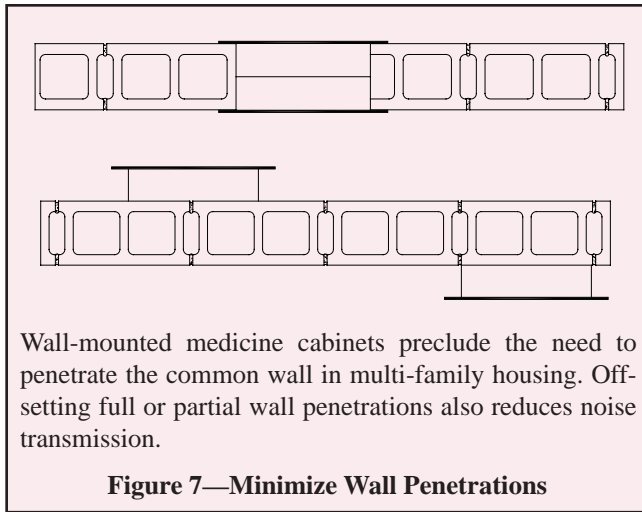 Wall-mounted medicine cabinets preclude the need to
penetrate the common wall in multi-family housing. Off-
setting full or partial wall penetrations also reduces noise
transmission.
Figure 7—Minimize Wall Penetrations